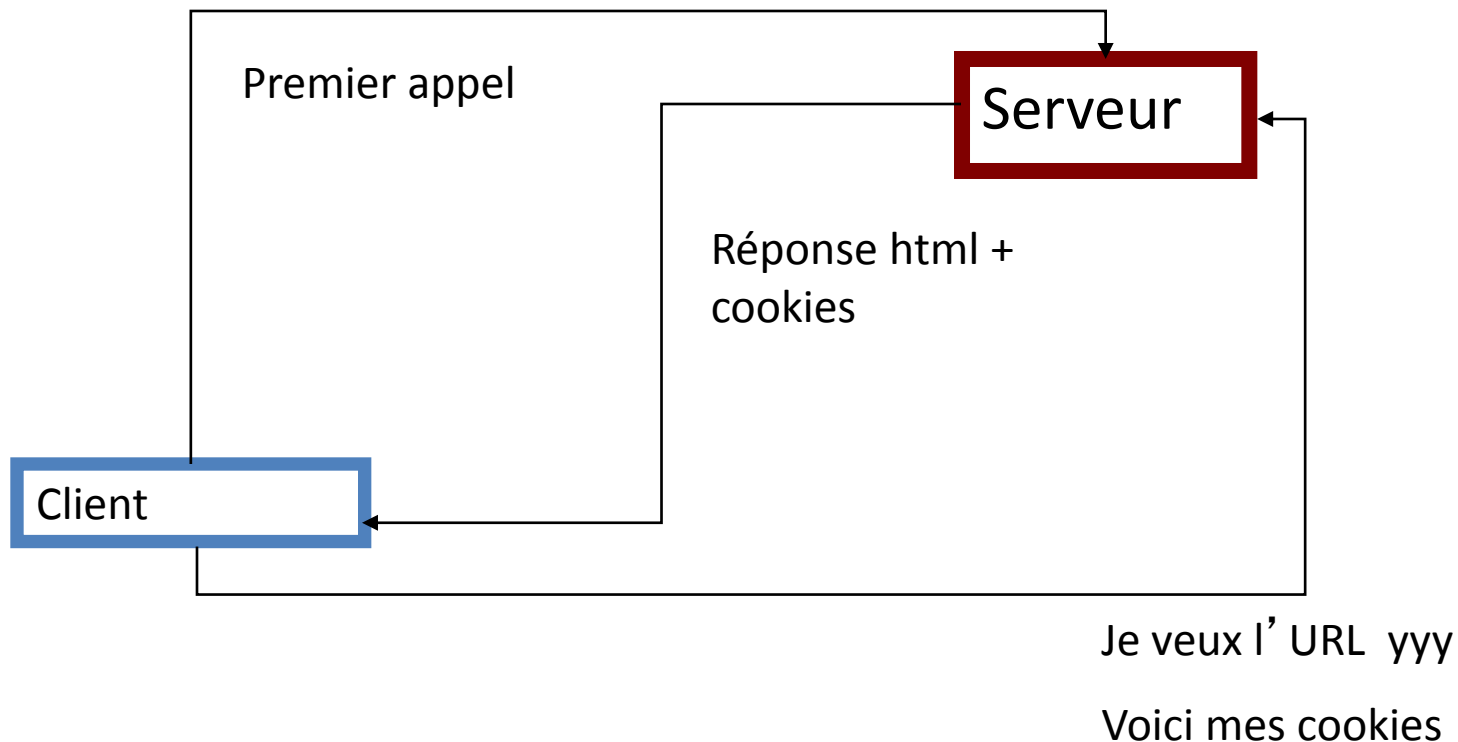 Premier appel
Serveur
Réponse html +
cookies
Client
Je veux l’ URL yyy
Voici mes cookies